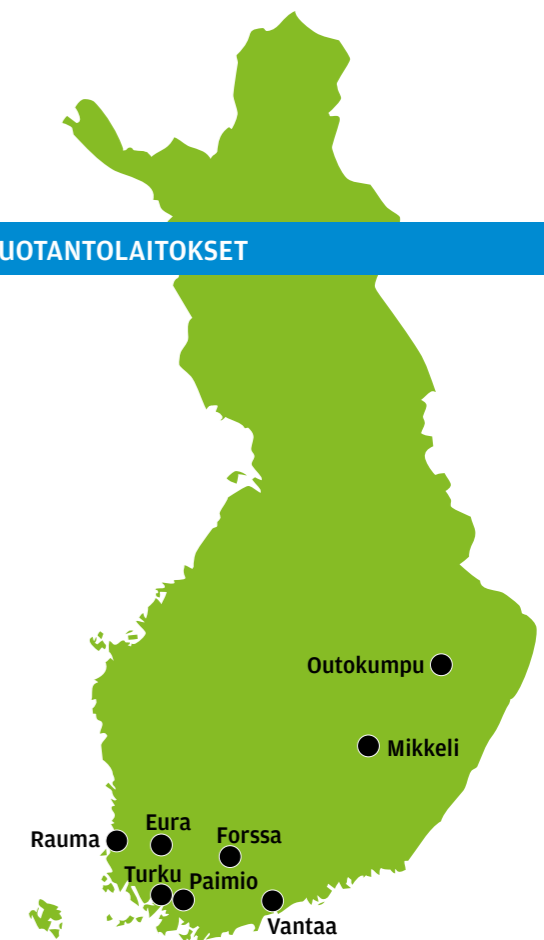 UOTANTOLAITOKSET
Outokumpu
Mikkeli
Eura
Rauma
Forssa
Turku
Paimio
Vantaa